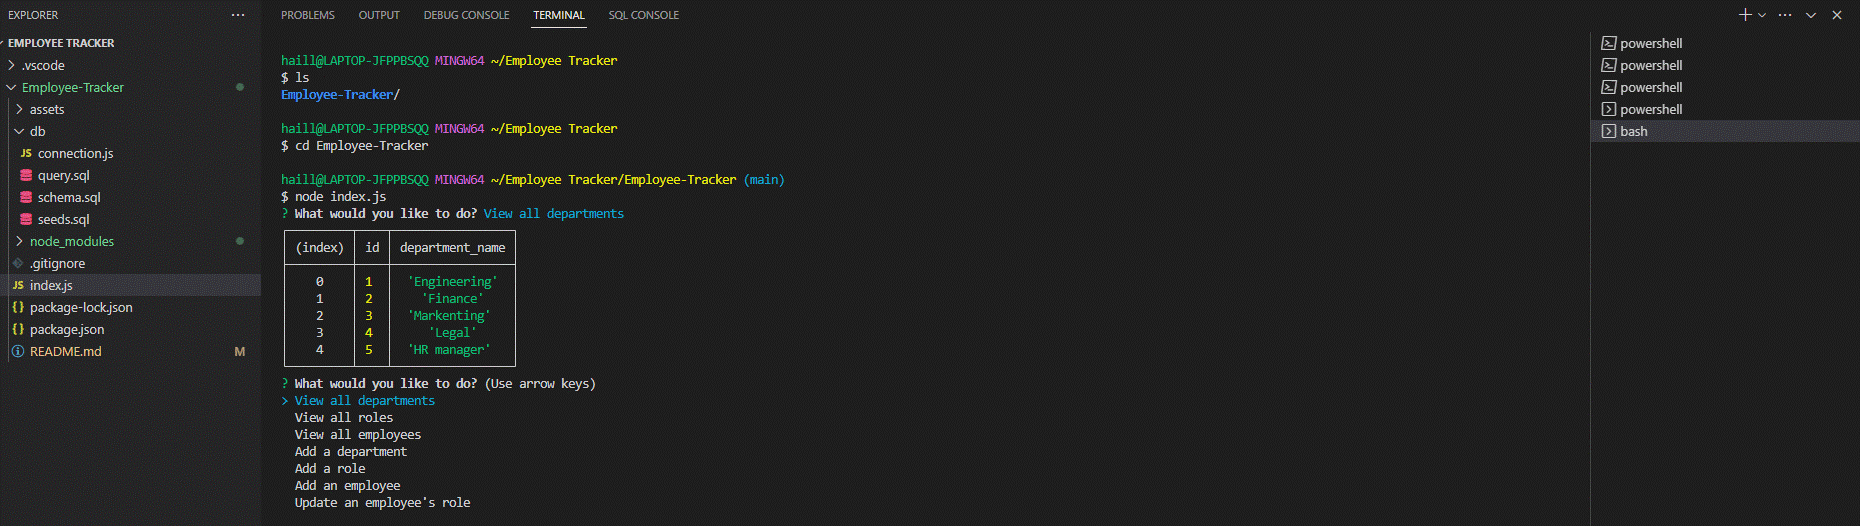 EXPLORER ···
EMPLOYEE TRACKER
.vscode
Employee-Tracker
assets
db
JS connection.js
query.sql
schema.sql
seeds.sql
node_modules
.gitignore
JS index.js
{} package-lock.json
{} package.json
README.md M
PROBLEMS OUTPUT DEBUG CONSOLE TERMINAL SQL CONSOLE
haill@LAPTOP-JFPPBSQQ MINGW64 ~/Employee Tracker
$ ls
Employee-Tracker/
haill@LAPTOP-JFPPBSQQ MINGW64 ~/Employee Tracker
$ cd Employee-Tracker
haill@LAPTOP-JFPPBSQQ MINGW64 ~/Employee Tracker/Employee-Tracker (main)
$ node index.js
? What would you like to do? View all departments
(index) id department_name
0 1 'Engineering'
1 2 'Finance'
2 3 'Markenting'
3 4 'Legal'
4 5 'HR manager'
? What would you like to do? (Use arrow keys)
> View all departments
View all roles
View all employees
Add a department
Add a role
Add an employee
Update an employee's role
powershell
powershell
powershell
powershell
bash